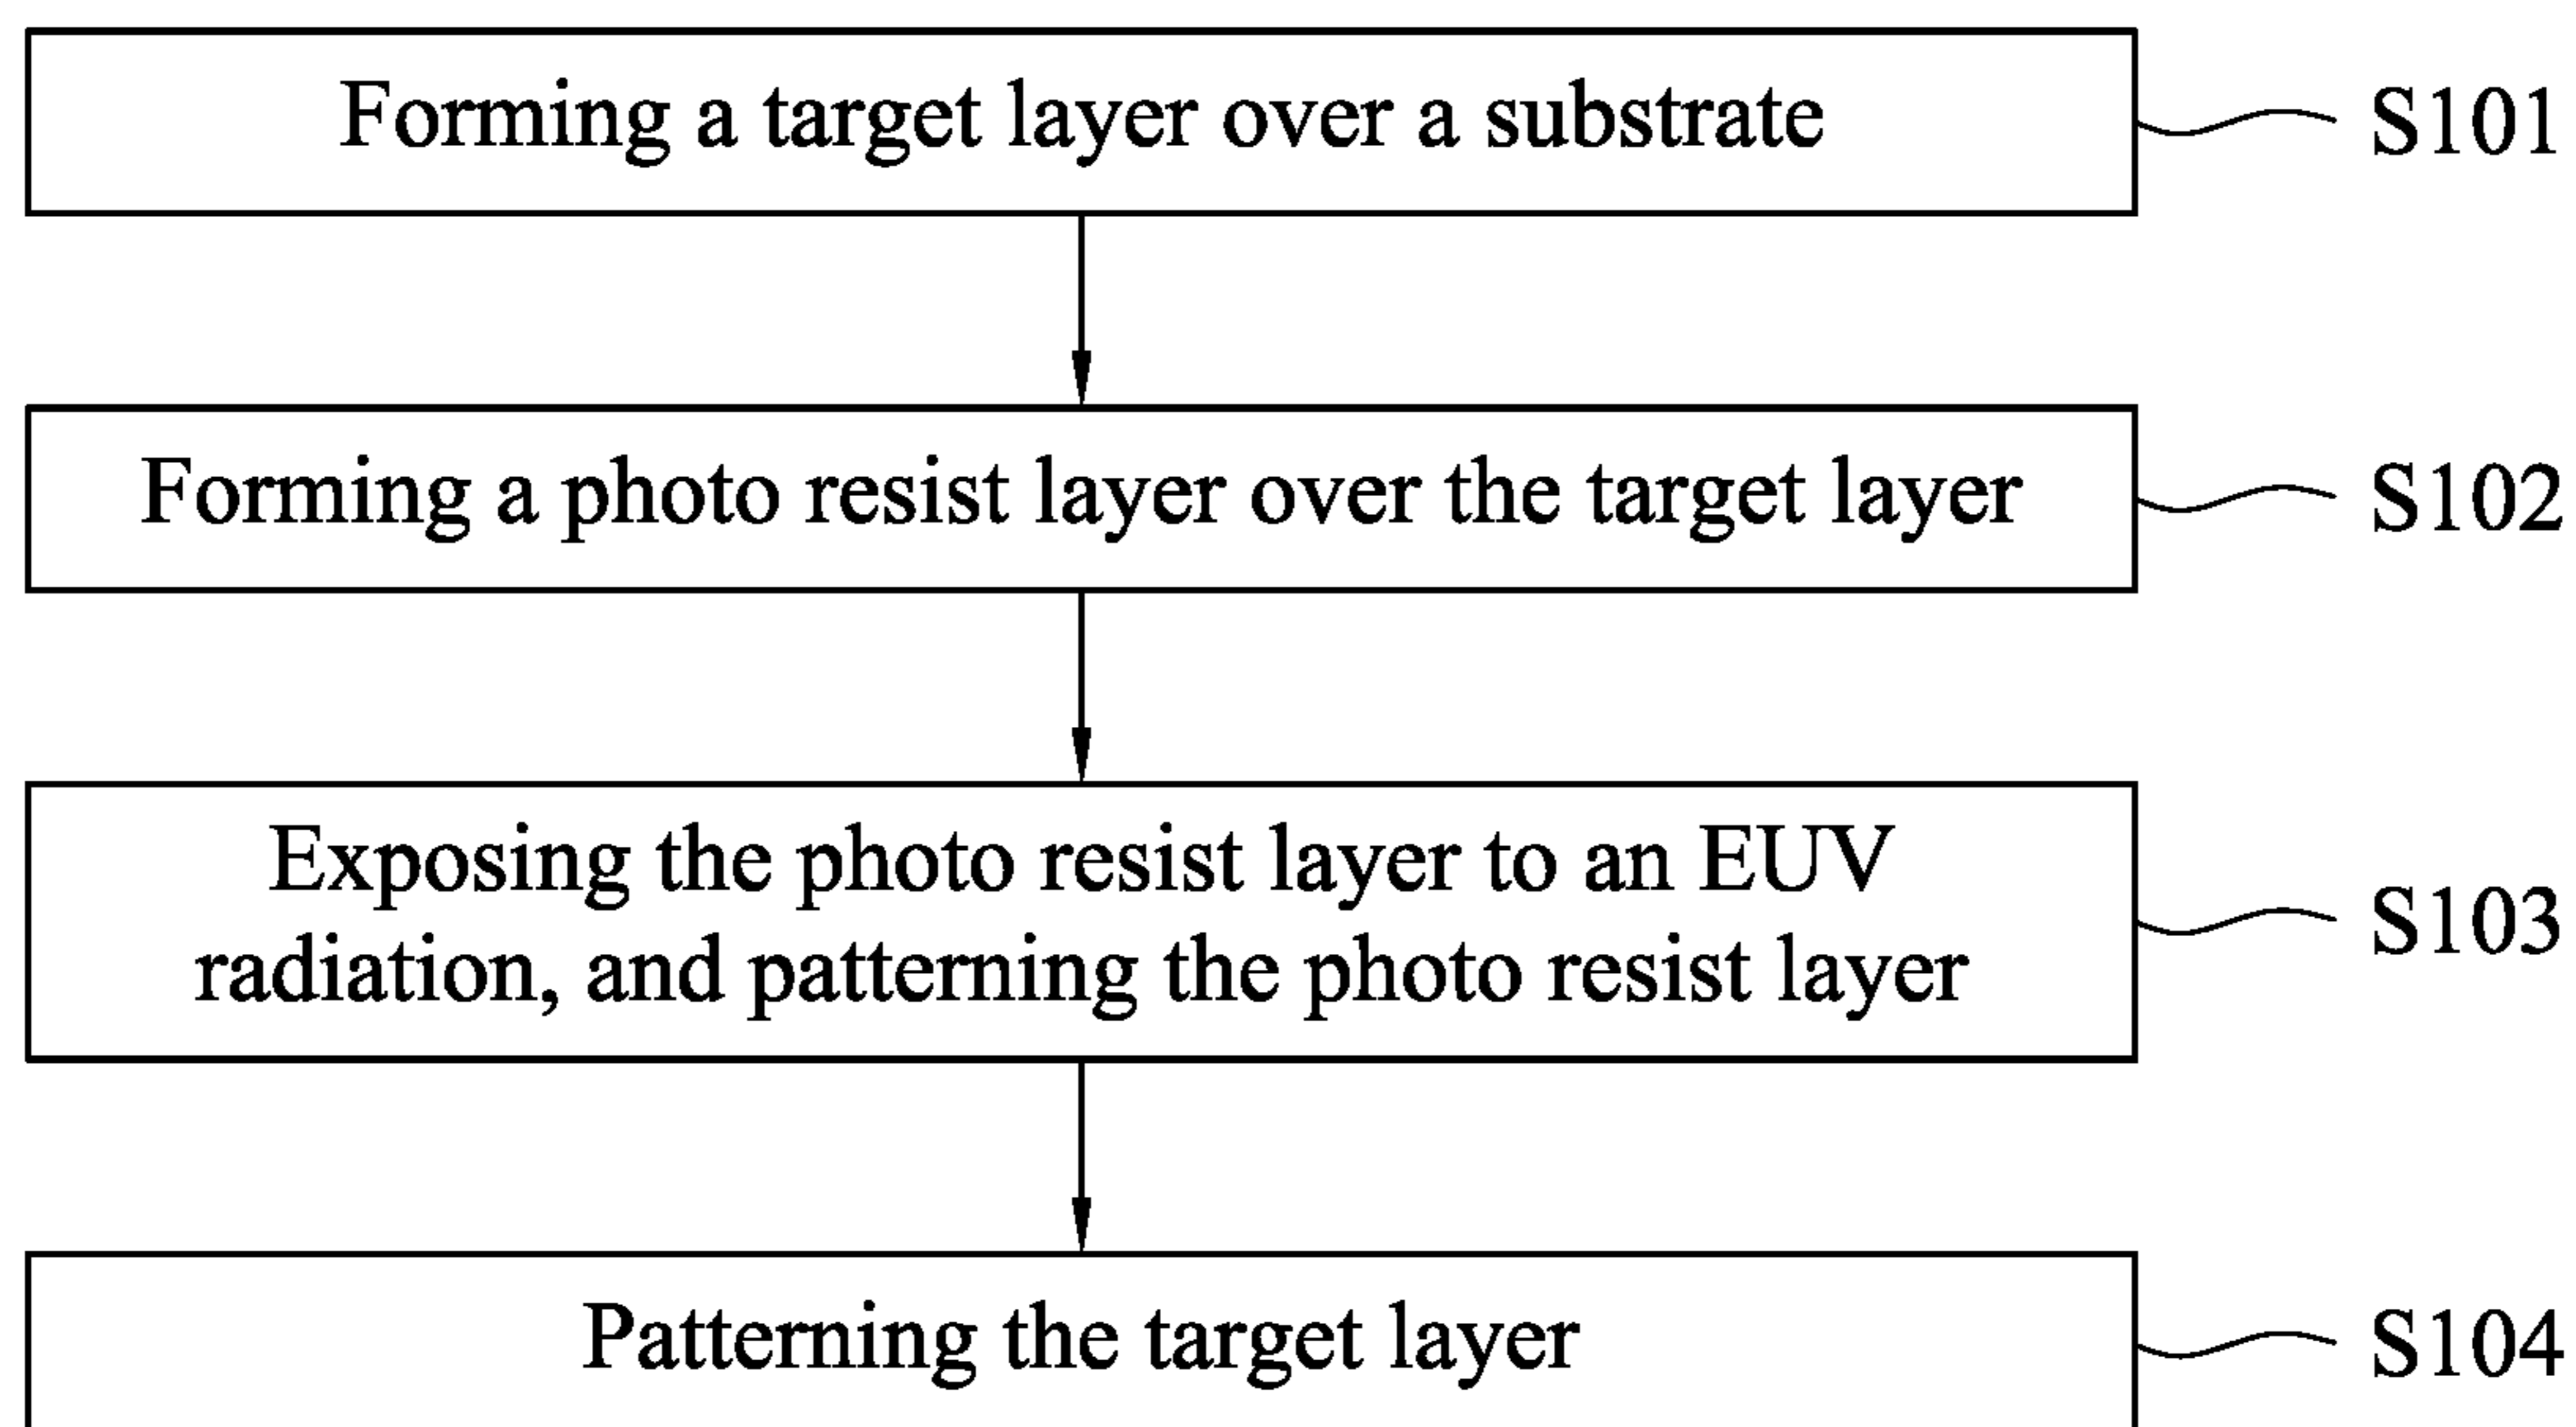 Forming a target layer over a substrate
S101
Forming a photo resist layer over the target layer
S102
Exposing the photo resist layer to an EUV
radiation, and patterning the photo resist layer
S103
Patterning the target layer
S104